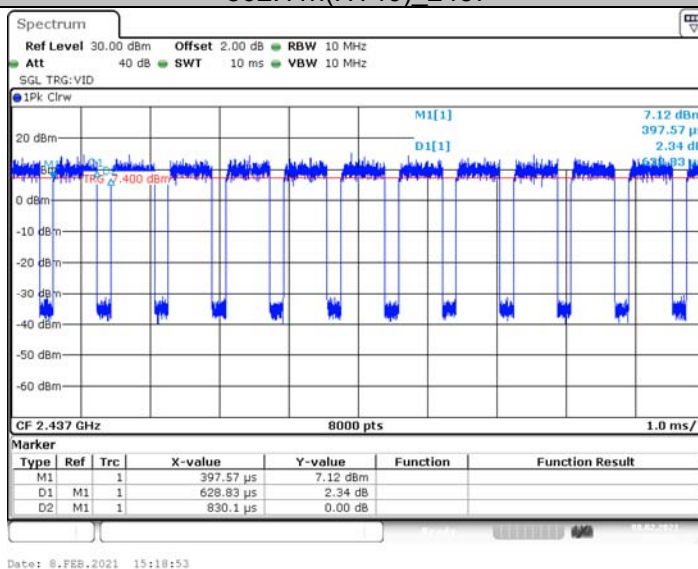 Spectrum
Ref Level 30.00 dBm Offset 2.00 dB RBW 10 MHz
Att 40 dB SWT 10 ms VBW 10 MHz
SGL TRG:VID
1Pk Clrw
M1[1] 7.12 dBm
397.57 µs
20 dBm D1[1] 2.34 dB
628.83 µs
TRG 7.400 dBm
0 dBm
-10 dBm
-20 dBm
-30 dBm
-40 dBm
-50 dBm
-60 dBm
CF 2.437 GHz 8000 pts 1.0 ms/
Marker
Type Ref Trc X-value Y-value Function Function Result
M1 1 397.57 µs 7.12 dBm
D1 M1 1 628.83 µs 2.34 dB
D2 M1 1 830.1 µs 0.00 dB
Date: 8.FEB.2021 15:18:53